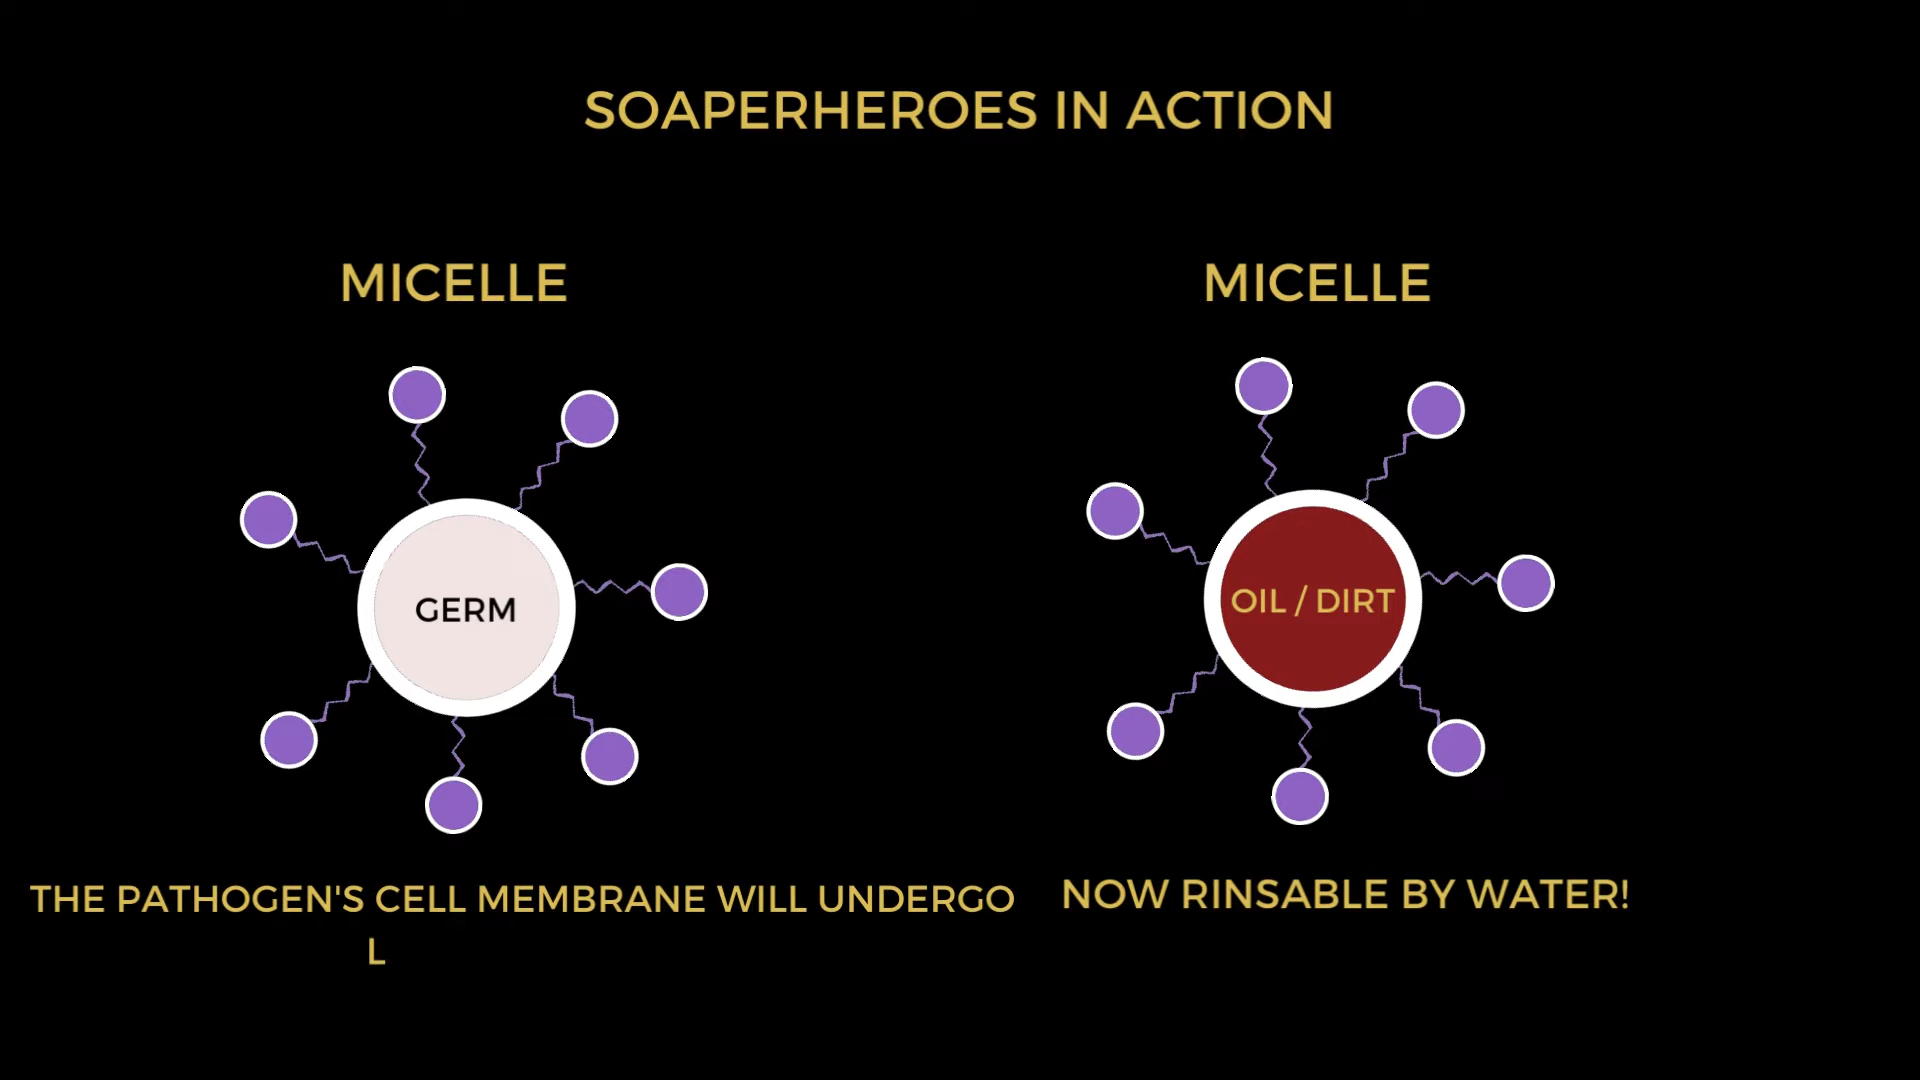 SOAPERHEROES IN ACTION
MICELLE
MICELLE
GERM
OIL / DIRT
THE PATHOGEN'S CELL MEMBRANE WILL UNDERGO
L
NOW RINSABLE BY WATER!